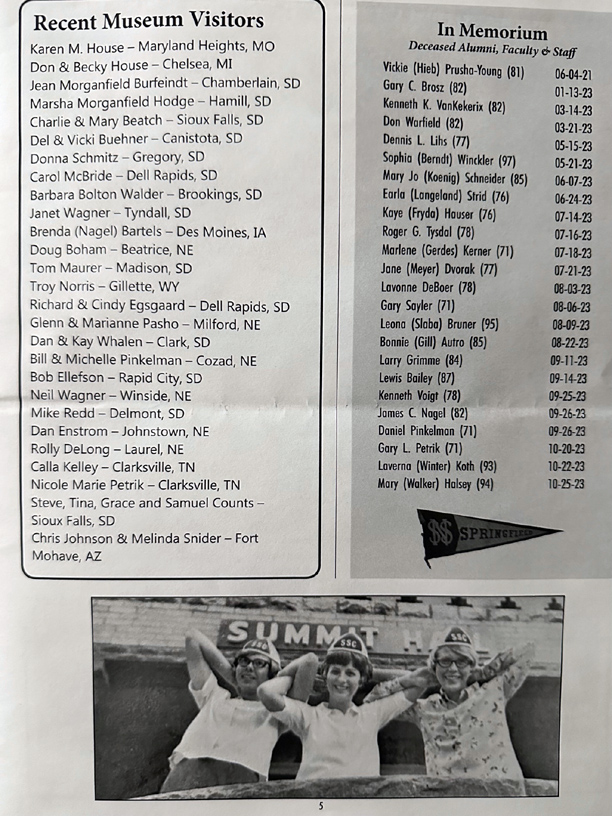 Recent Museum Visitors
Karen M. House – Maryland Heights, MO
Don & Becky House – Chelsea, MI
Jean Morganfield Burfeindt – Chamberlain, SD
Marsha Morganfield Hodge – Hamill, SD
Charlie & Mary Beatch – Sioux Falls, SD
Del & Vicki Buehner – Canistota, SD
Donna Schmitz – Gregory, SD
Carol McBride – Dell Rapids, SD
Barbara Bolton Walder – Brookings, SD
Janet Wagner – Tyndall, SD
Brenda (Nagel) Bartels – Des Moines, IA
Doug Boham – Beatrice, NE
Tom Maurer – Madison, SD
Troy Norris – Gillette, WY
Richard & Cindy Egsgaard – Dell Rapids, SD
Glenn & Marianne Pasho – Milford, NE
Dan & Kay Whalen – Clark, SD
Bill & Michelle Pinkelman – Cozad, NE
Bob Ellefson – Rapid City, SD
Neil Wagner – Winside, NE
Mike Redd – Delmont, SD
Dan Enstrom – Johnstown, NE
Rolly DeLong – Laurel, NE
Calla Kelley – Clarksville, TN
Nicole Marie Petrik – Clarksville, TN
Steve, Tina, Grace and Samuel Counts –
Sioux Falls, SD
Chris Johnson & Melinda Snider – Fort
Mohave, AZ
In Memorium
Deceased Alumni, Faculty & Staff
Vickie (Hieb) Prusha-Young (81) 06-04-21
Gary C. Brosz (82) 01-13-23
Kenneth K. VanKekerix (82) 03-14-23
Don Warfield (82) 03-21-23
Dennis L. Lihs (77) 05-15-23
Sophia (Berndt) Winckler (97) 05-21-23
Mary Jo (Koenig) Schneider (85) 06-07-23
Earla (Langeland) Strid (76) 06-24-23
Kaye (Fryda) Hauser (76) 07-14-23
Roger G. Tysdal (78) 07-16-23
Marlene (Gerdes) Kerner (71) 07-18-23
Jane (Meyer) Dvorak (77) 07-21-23
Lavonne DeBoer (78) 08-03-23
Gary Sayler (71) 08-06-23
Leona (Slaba) Bruner (95) 08-09-23
Bonnie (Gill) Autro (85) 08-22-23
Larry Grimme (84) 09-11-23
Lewis Bailey (87) 09-14-23
Kenneth Voigt (78) 09-25-23
James C. Nagel (82) 09-26-23
Daniel Pinkelman (71) 09-26-23
Gary L. Petrik (71) 10-20-23
Laverna (Winter) Koth (93) 10-22-23
Mary (Walker) Halsey (94) 10-25-23
SPRINGFIELD
SUMMIT HALL
SSC
SSC
5